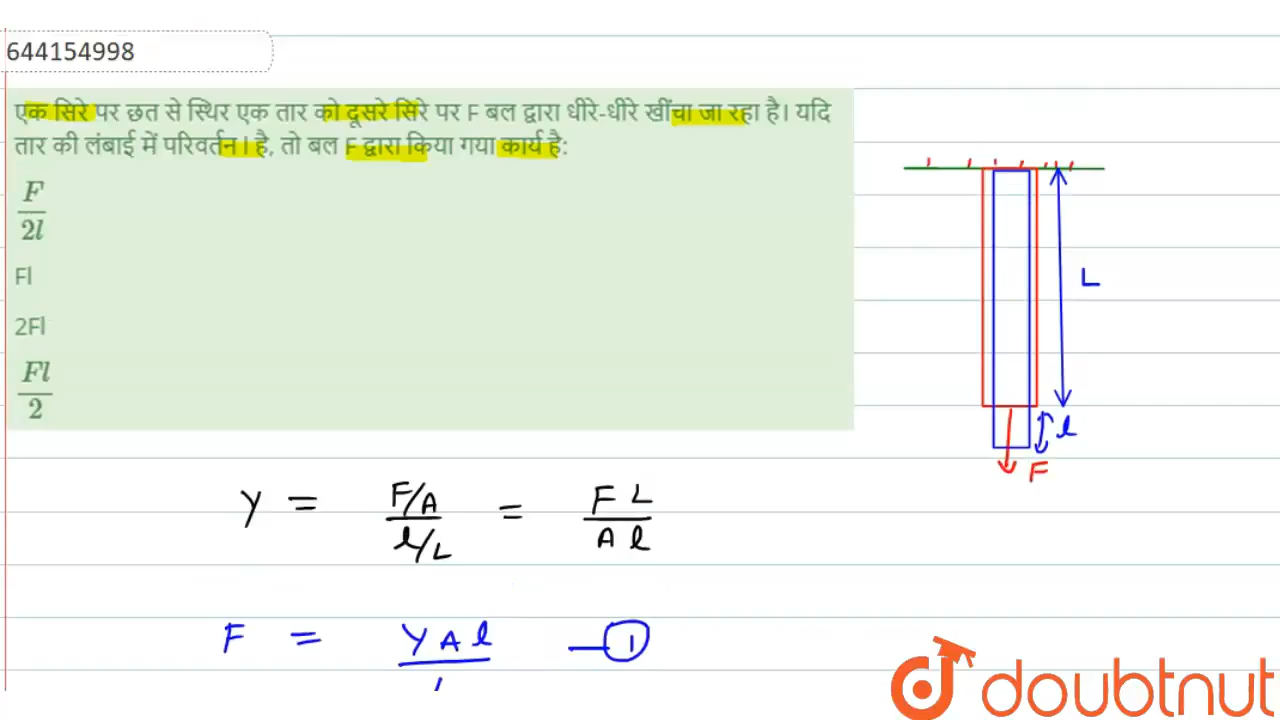 644154998
एक सिरे पर छत से स्थिर एक तार को दूसरे सिरे पर F बल द्वारा धीरे-धीरे खींचा जा रहा है। यदि
तार की लंबाई में परिवर्तन l है, तो बल F द्वारा किया गया कार्य है:
F/2l
Fl
2Fl
Fl/2
L
l
F
Y = (F/A)/(l/L) = FL/Al
F = YAl/L — ①
doubtnut